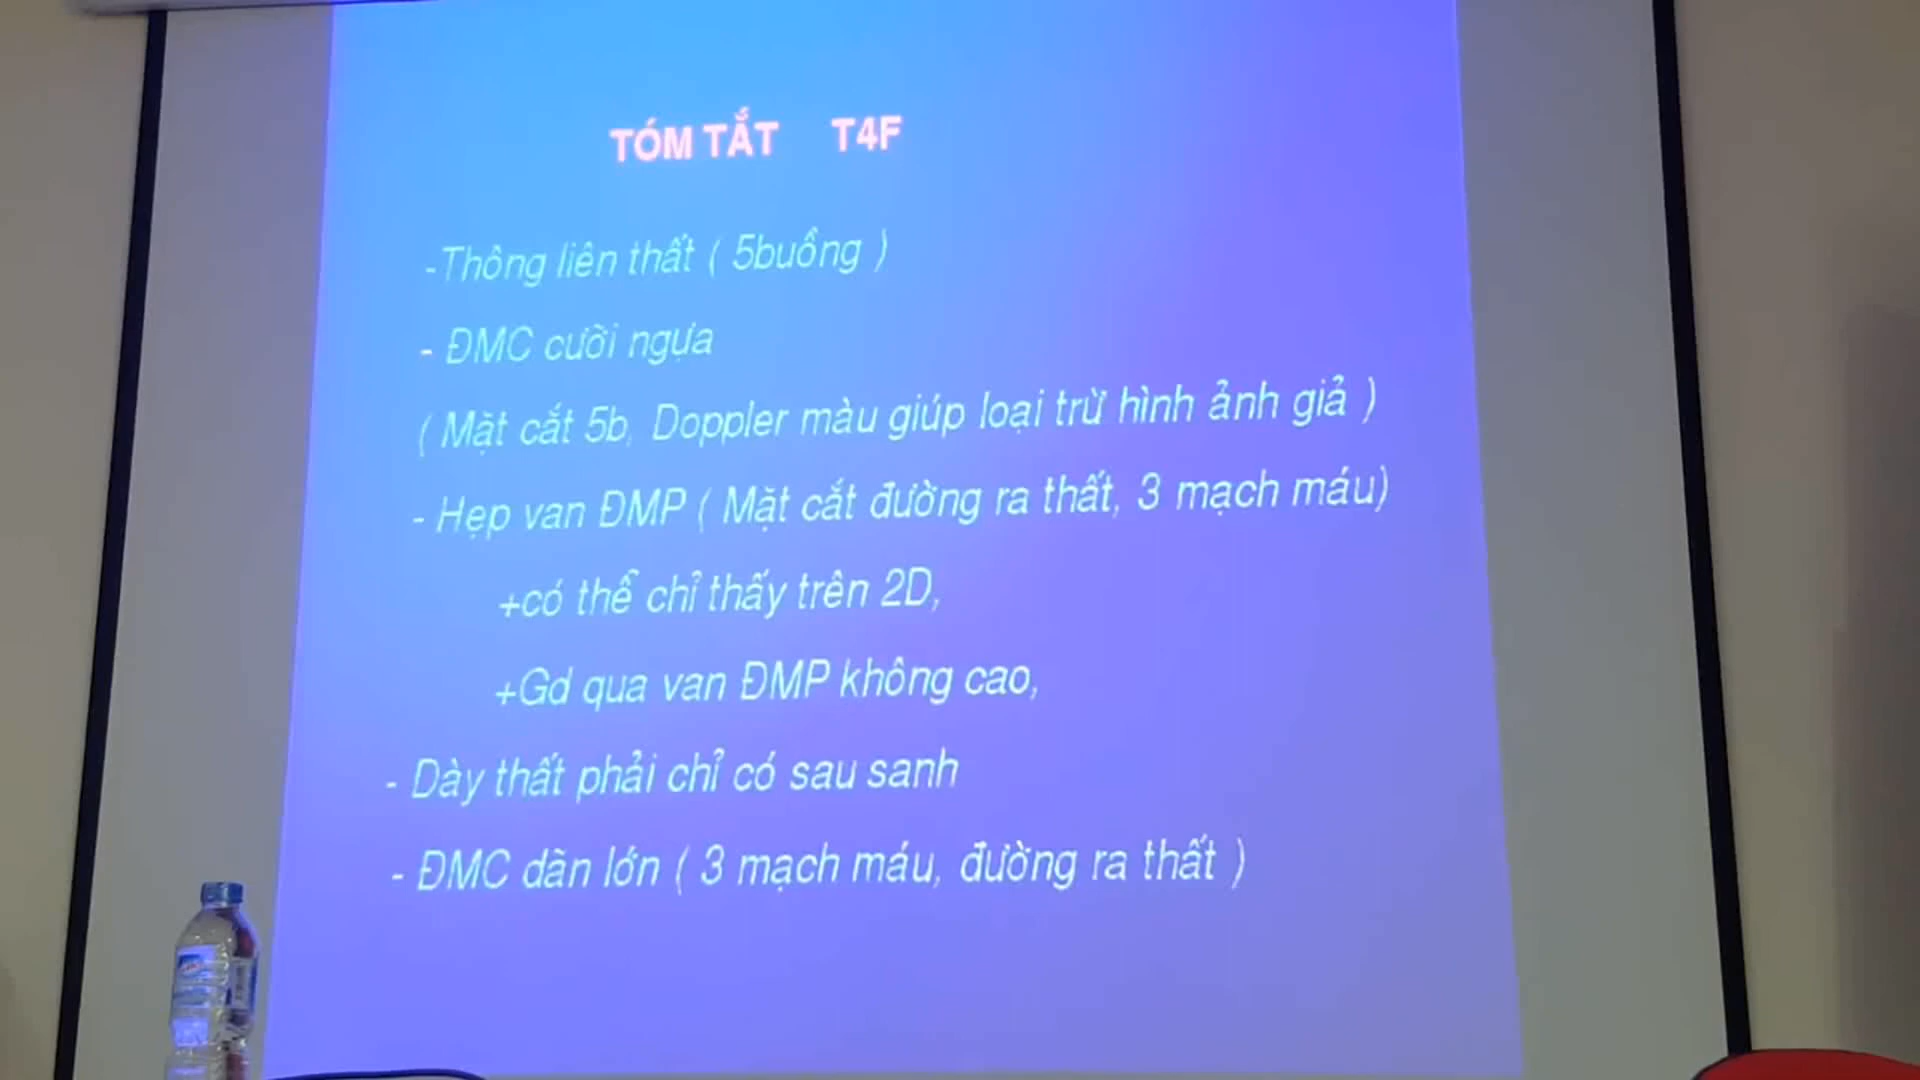 TÓM TẮT T4F
-Thông liên thất ( 5buồng )
- ĐMC cưỡi ngựa
( Mặt cắt 5b, Doppler màu giúp loại trừ hình ảnh giả )
- Hẹp van ĐMP ( Mặt cắt đường ra thất, 3 mạch máu)
+có thể chỉ thấy trên 2D,
+Gd qua van ĐMP không cao,
- Dày thất phải chỉ có sau sanh
- ĐMC dãn lớn ( 3 mạch máu, đường ra thất )